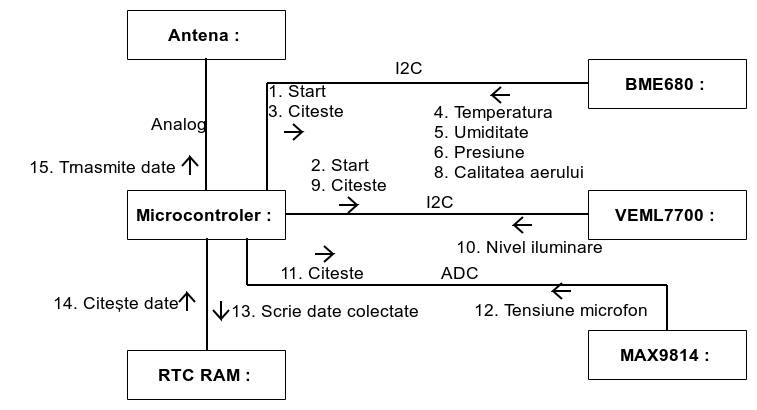 Antena :
I2C
BME680 :
1. Start
3. Citeste
4. Temperatura
5. Umiditate
6. Presiune
8. Calitatea aerului
Analog
15. Trnasmite date
2. Start
9. Citeste
Microcontroler :
I2C
VEML7700 :
10. Nivel iluminare
11. Citeste
ADC
14. Citește date
13. Scrie date colectate
12. Tensiune microfon
MAX9814 :
RTC RAM :